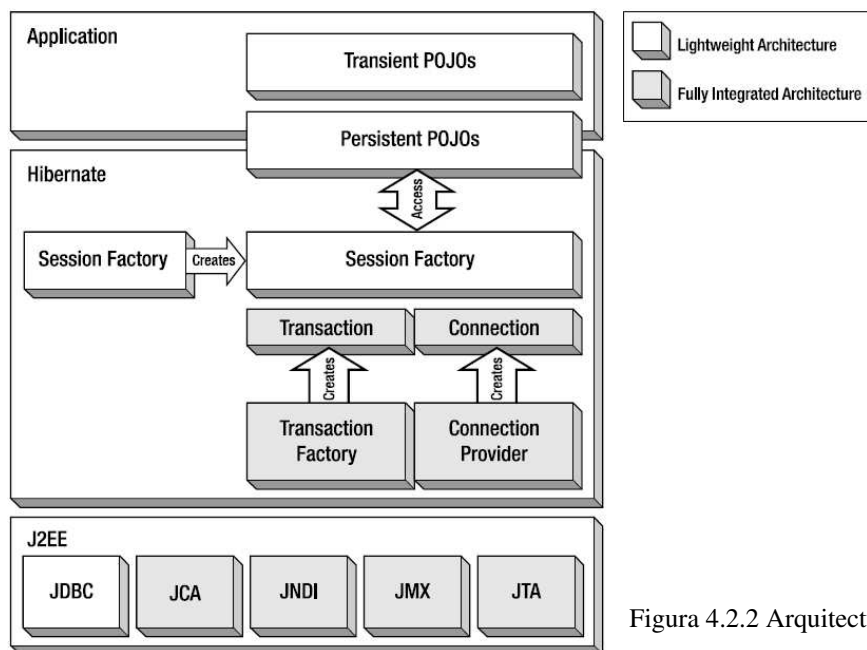 Application
Transient POJOs
Persistent POJOs
Lightweight Architecture
Fully Integrated Architecture
Hibernate
Access
Session Factory
Creates
Session Factory
Transaction
Connection
Creates
Creates
Transaction
Factory
Connection
Provider
J2EE
JDBC
JCA
JNDI
JMX
JTA
Figura 4.2.2 Arquitect